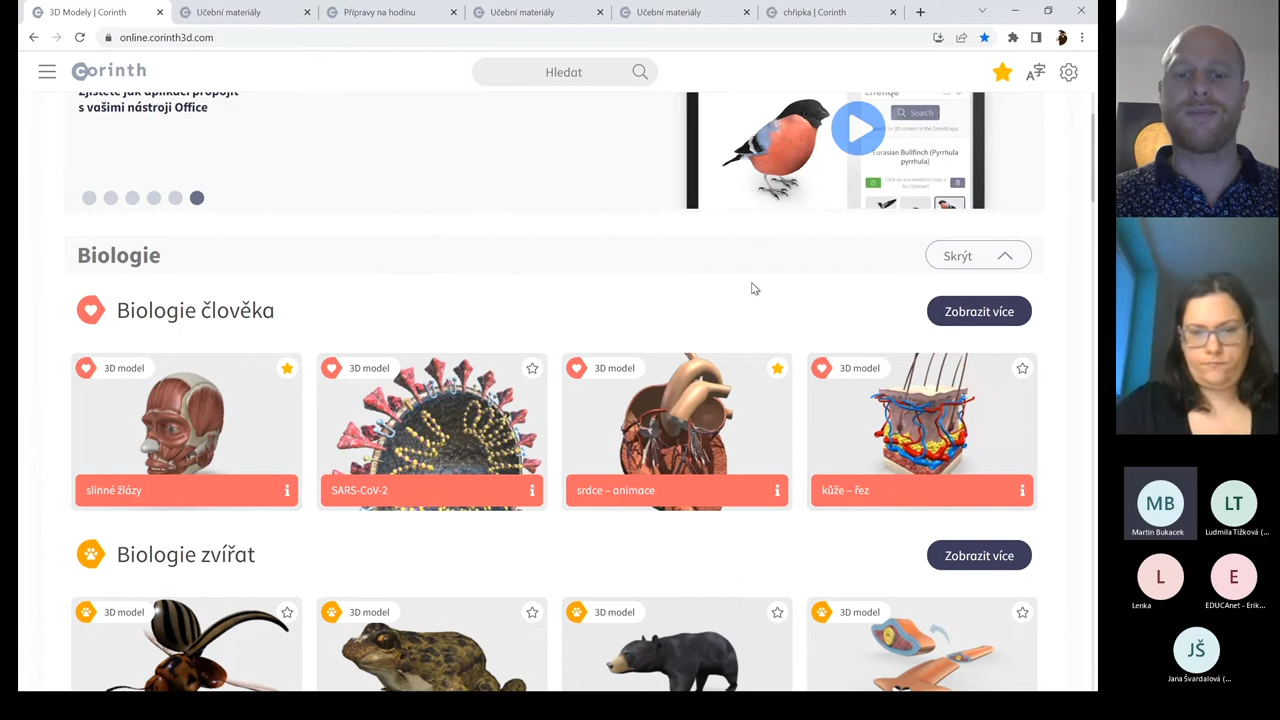 3D Modely | Corinth
Učební materiály
Přípravy na hodinu
Učební materiály
Učební materiály
chřipka | Corinth
online.corinth3d.com
corinth
Hledat
Zjistěte jak aplikaci propojit
s vašimi nástroji Office
Search
Eurasian Bullfinch (Pyrrhula
pyrrhula)
Biologie
Skrýt
Biologie člověka
Zobrazit více
3D model
3D model
3D model
3D model
slinné žlázy
SARS-CoV-2
srdce – animace
kůže – řez
Biologie zvířat
Zobrazit více
3D model
3D model
3D model
3D model
MB
Martin Bukacek
LT
Ludmila Tížková (...
L
Lenka
E
EDUCAnet - Erik...
JŠ
Jana Švardalová (...